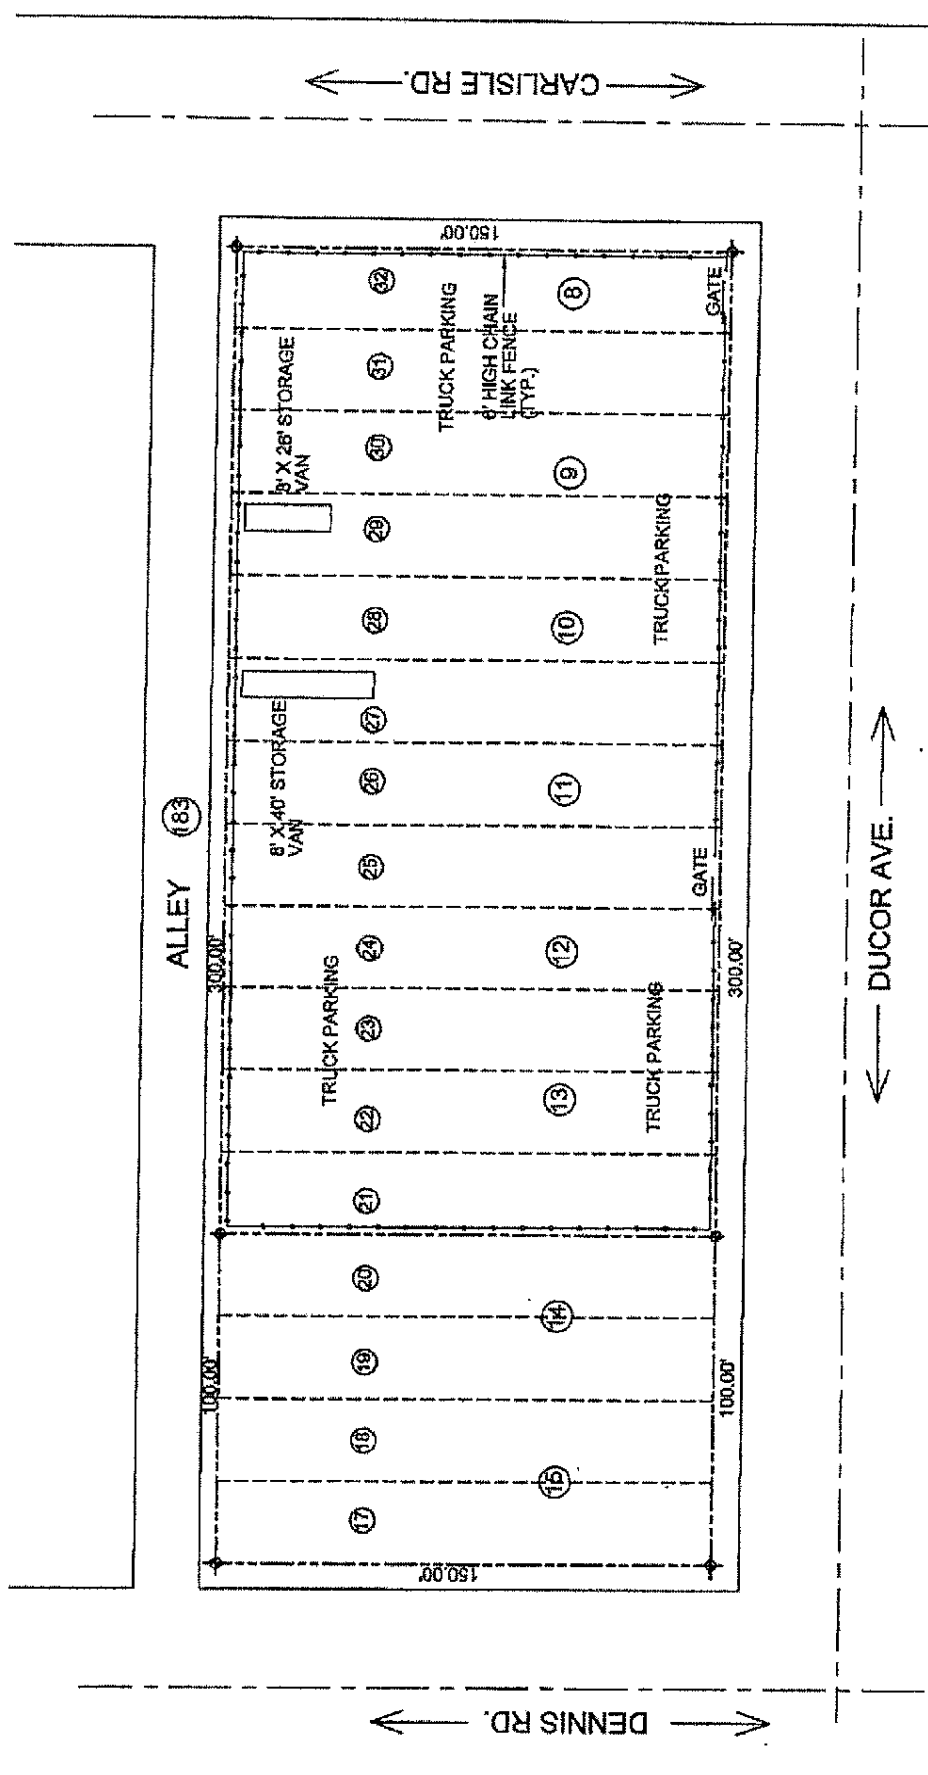 CARLISLE RD.
150.00'
32
TRUCK PARKING
6' HIGH CHAIN
LINK FENCE
(TYP.)
8
GATE
31
8' X 26' STORAGE
VAN
30
9
29
TRUCK PARKING
28
10
27
8' X 40' STORAGE
VAN
26
11
25
GATE
ALLEY
183
300.00'
24
12
300.00'
DUCOR AVE.
23
TRUCK PARKING
TRUCK PARKING
22
13
21
20
14
19
100.00'
100.00'
18
15
17
150.00'
DENNIS RD.